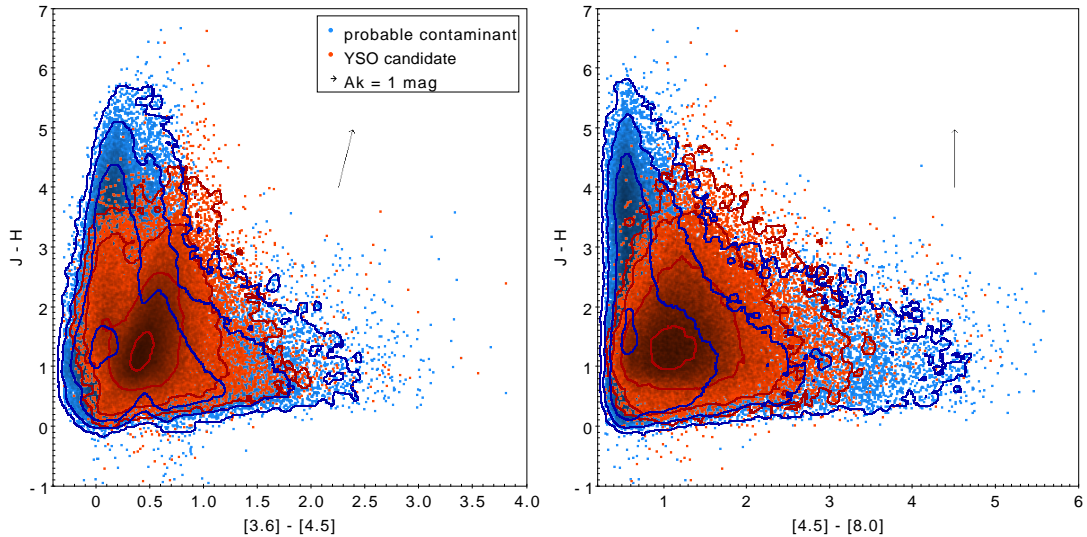 7
6
5
4
3
2
1
0
-1
J - H
0 0.5 1.0 1.5 2.0 2.5 3.0 3.5 4.0
[3.6] - [4.5]
probable contaminant
YSO candidate
Ak = 1 mag
7
6
5
4
3
2
1
0
-1
J - H
1 2 3 4 5 6
[4.5] - [8.0]